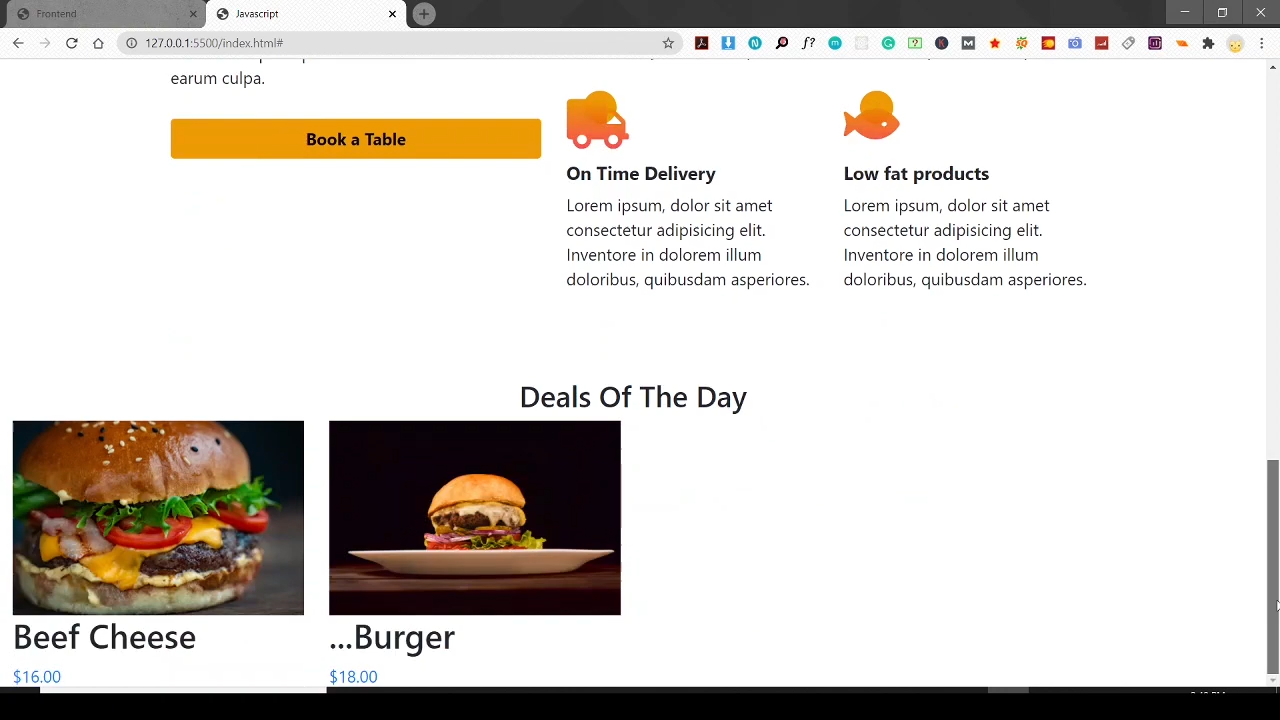 Frontend
Javascript
127.0.0.1:5500/index.html#
earum culpa.
Book a Table
On Time Delivery
Lorem ipsum, dolor sit amet
consectetur adipisicing elit.
Inventore in dolorem illum
doloribus, quibusdam asperiores.
Low fat products
Lorem ipsum, dolor sit amet
consectetur adipisicing elit.
Inventore in dolorem illum
doloribus, quibusdam asperiores.
Deals Of The Day
Beef Cheese
$16.00
...Burger
$18.00